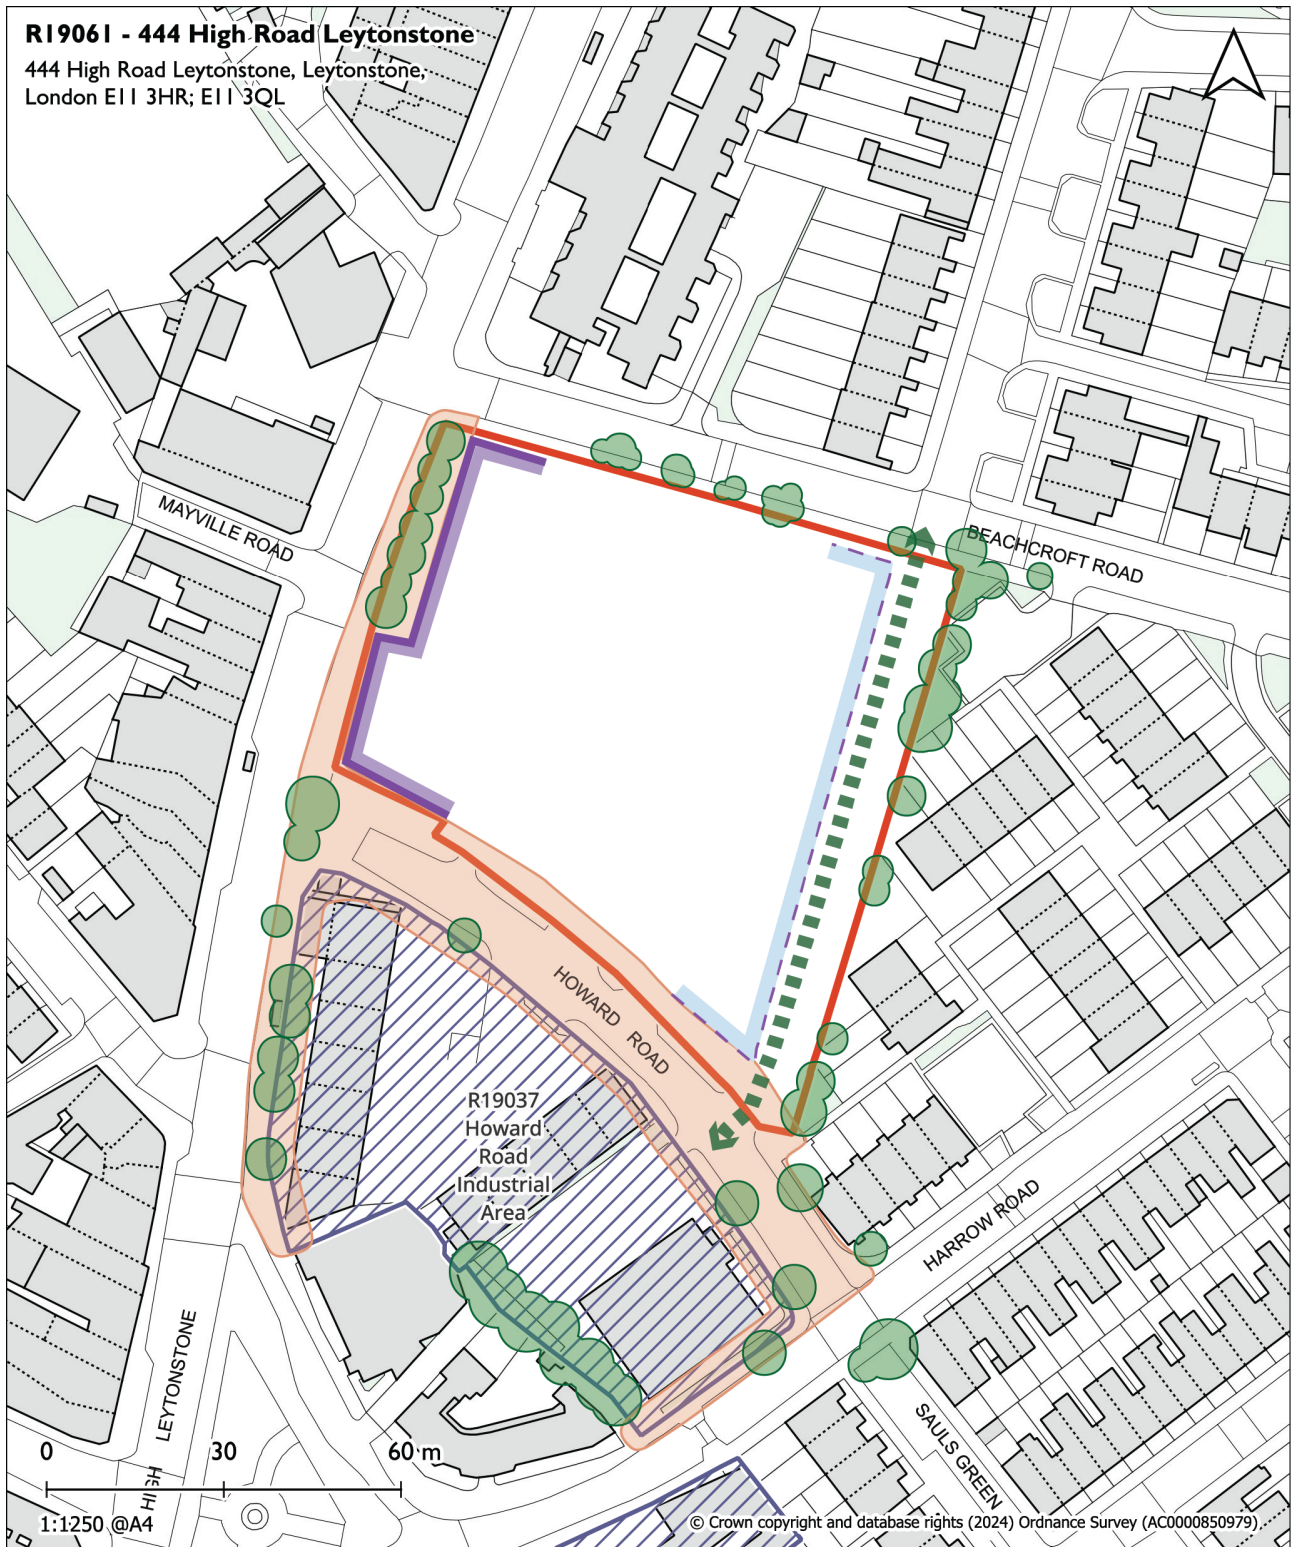 R19061 - 444 High Road Leytonstone
444 High Road Leytonstone, Leytonstone,
London E11 3HR; E11 3QL
MAYVILLE ROAD
BEACHCROFT ROAD
HOWARD ROAD
R19037
Howard
Road
Industrial
Area
HARROW ROAD
SAULS GREEN
HIGH LEYTONSTONE
0 30 60 m
1:1250 @A4
© Crown copyright and database rights (2024) Ordnance Survey (AC0000850979)